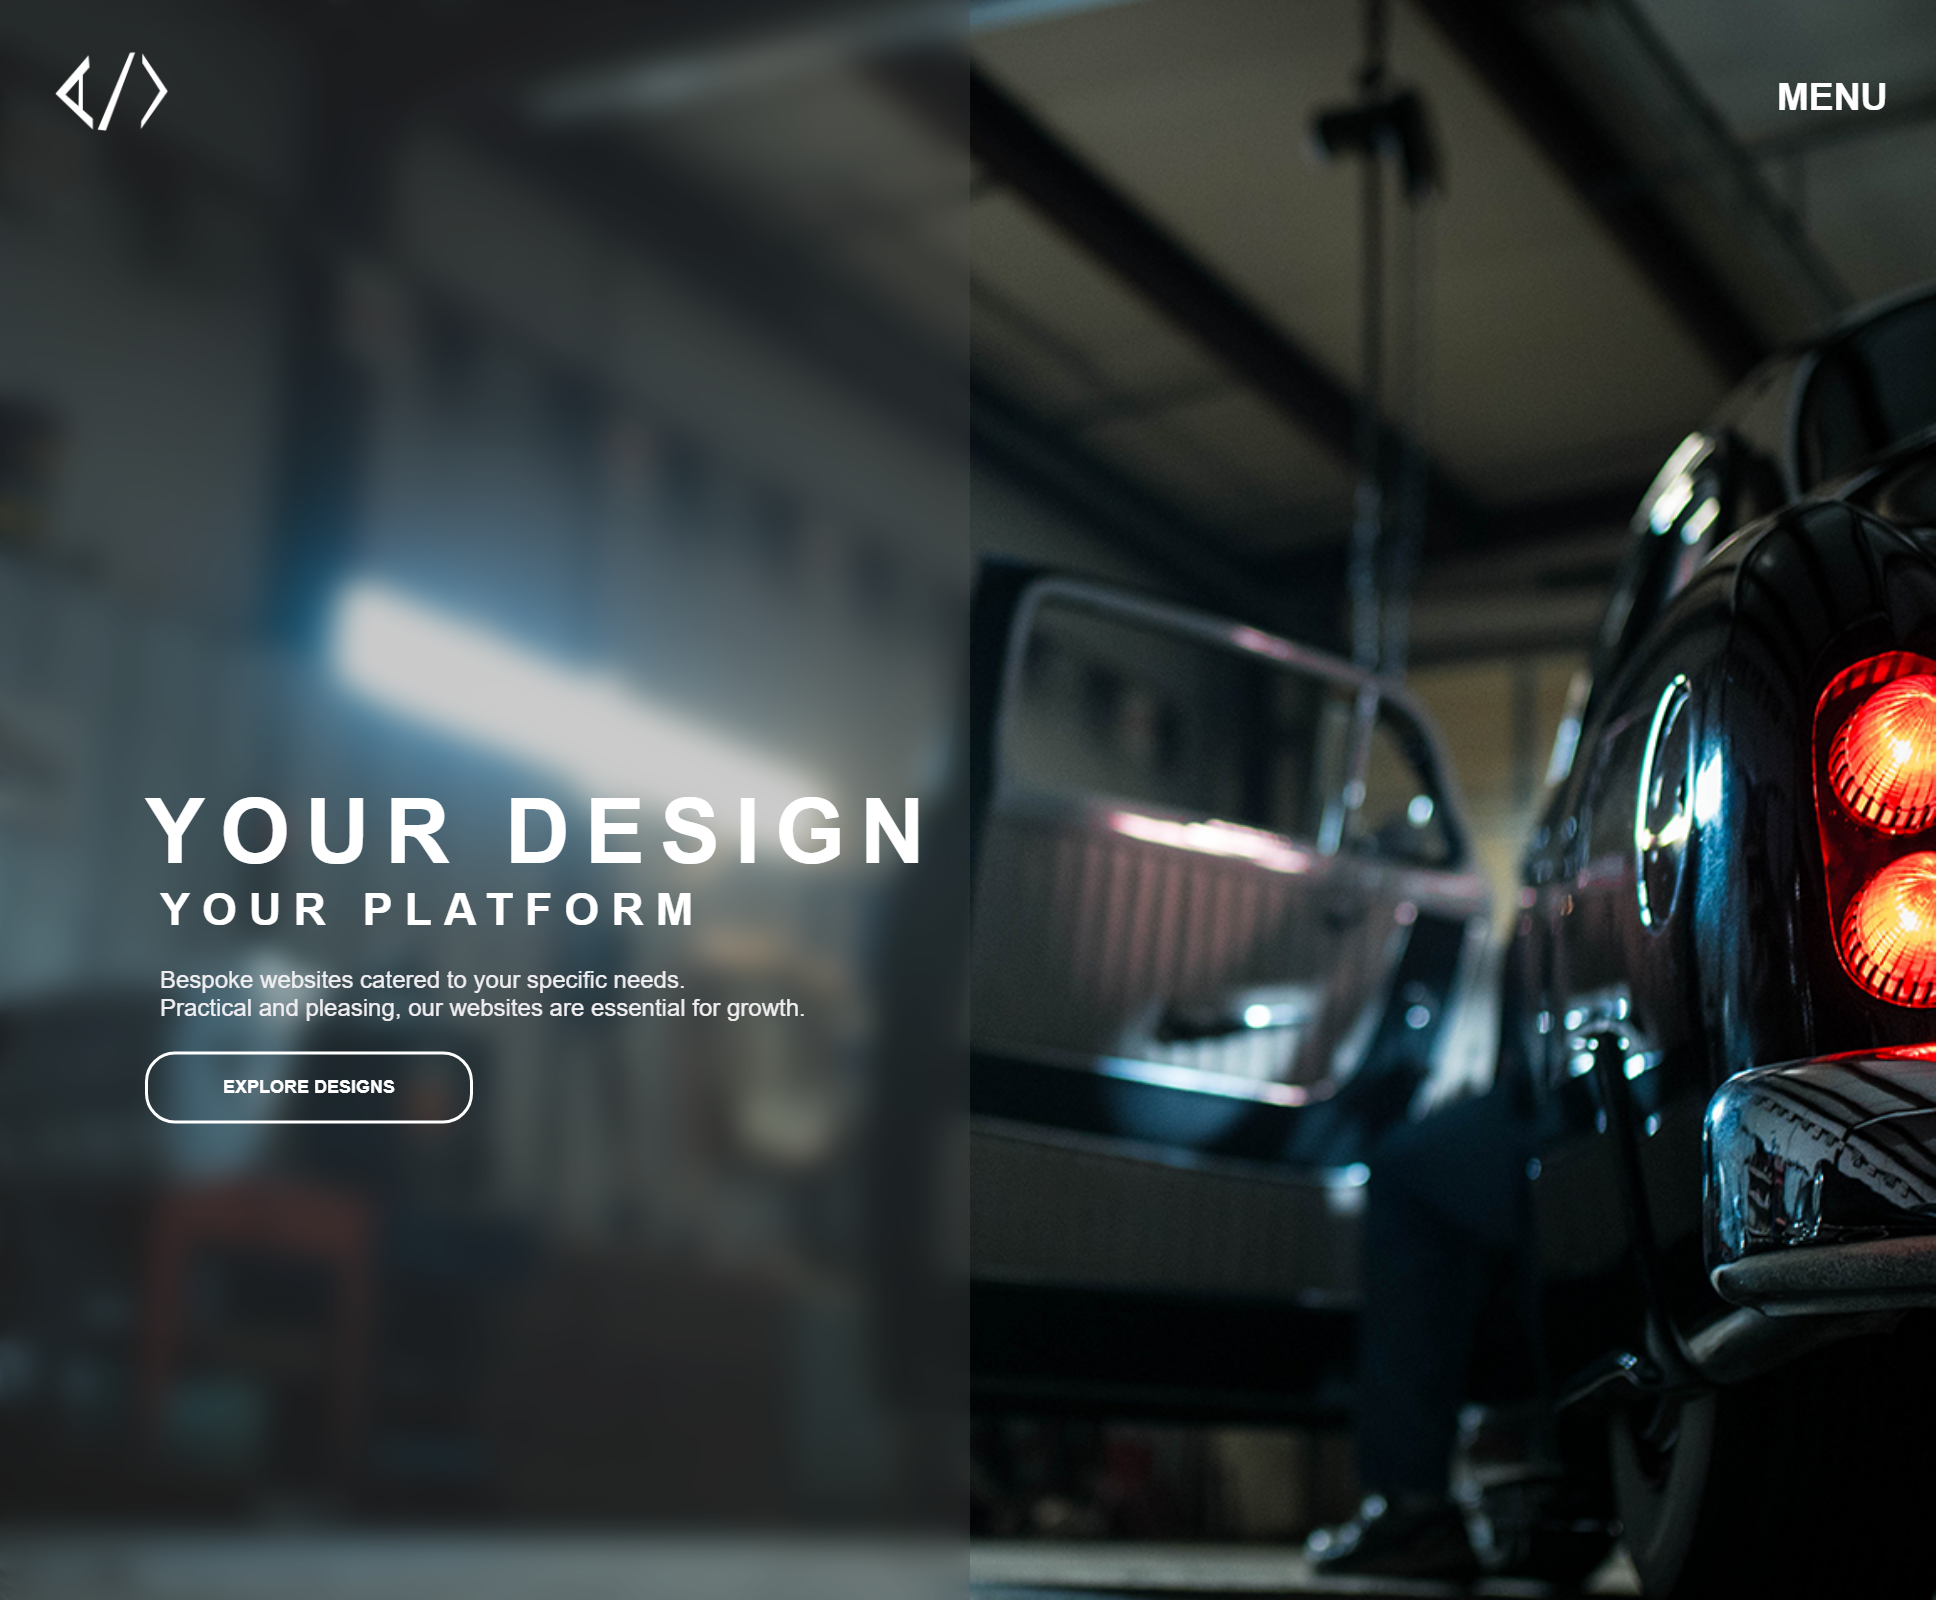 MENU
YOUR DESIGN
YOUR PLATFORM
Bespoke websites catered to your specific needs.
Practical and pleasing, our websites are essential for growth.
EXPLORE DESIGNS